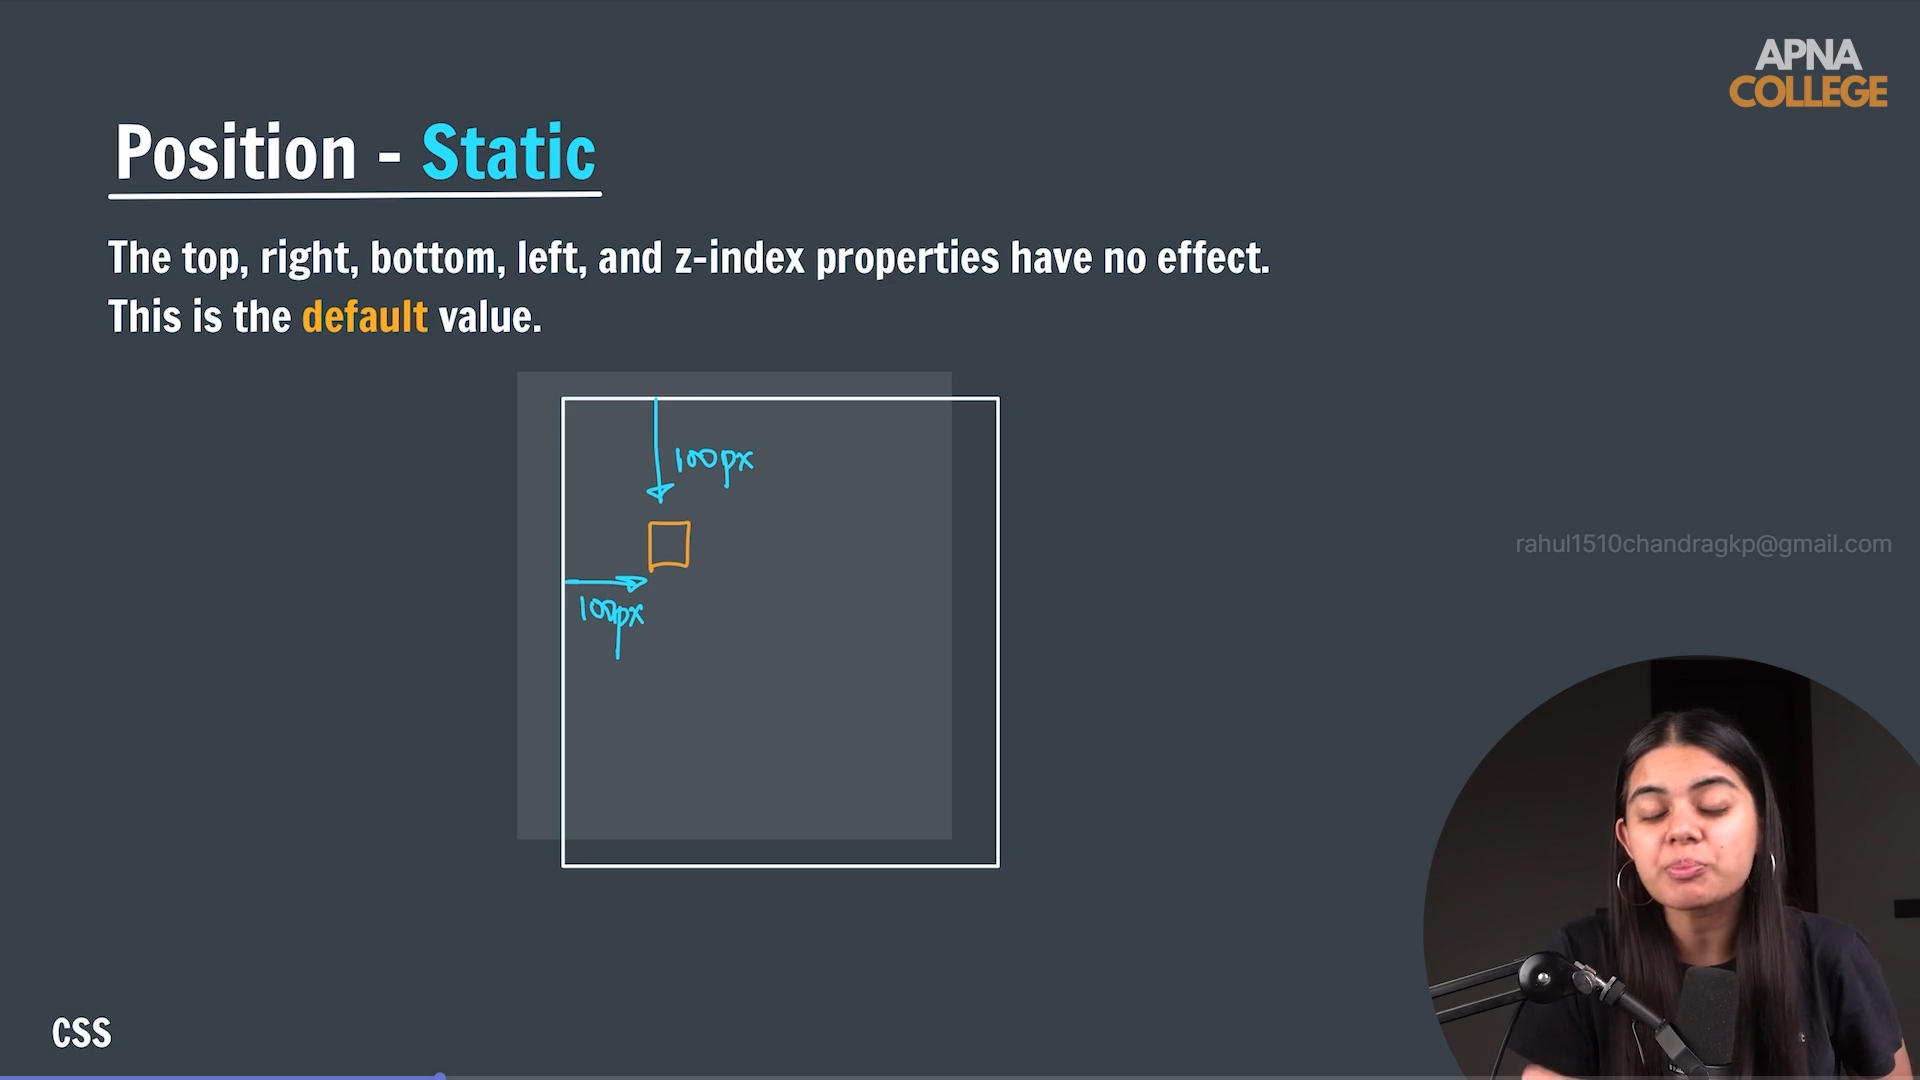 APNA
COLLEGE
Position - Static
The top, right, bottom, left, and z-index properties have no effect.
This is the default value.
100px
rahul1510chandragkp@gmail.com
100px
CSS